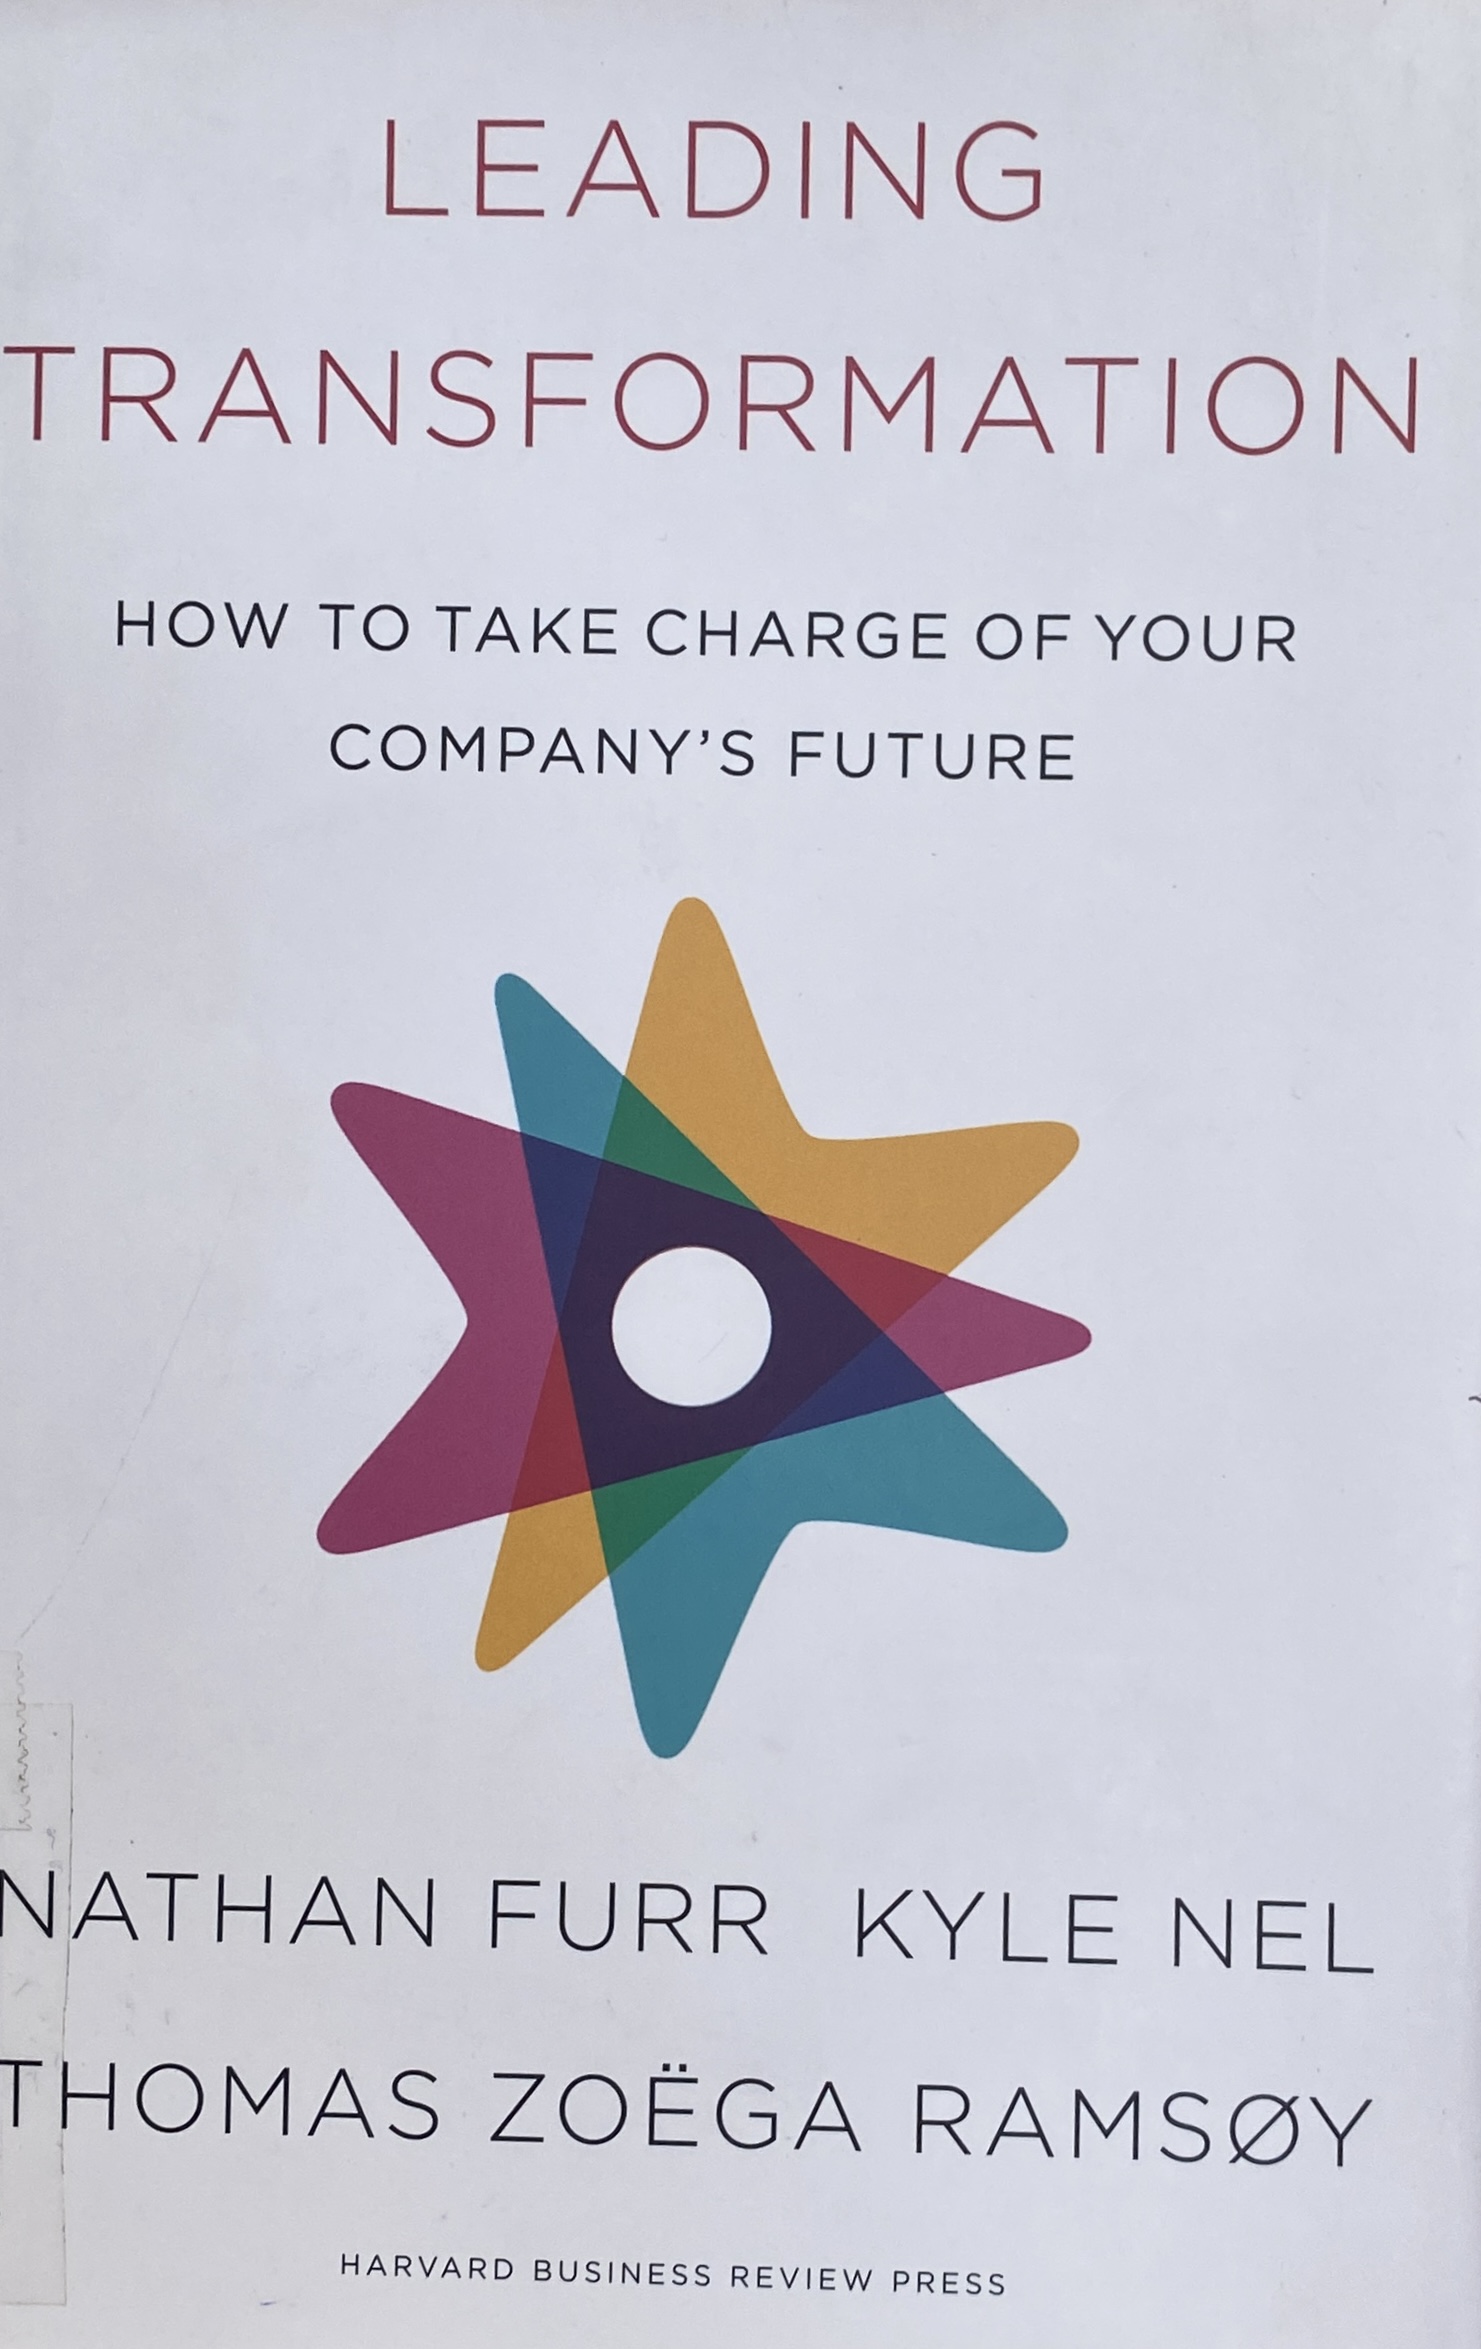 LEADING
TRANSFORMATION
HOW TO TAKE CHARGE OF YOUR
COMPANY'S FUTURE
NATHAN FURR KYLE NEL
THOMAS ZOËGA RAMSØY
HARVARD BUSINESS REVIEW PRESS